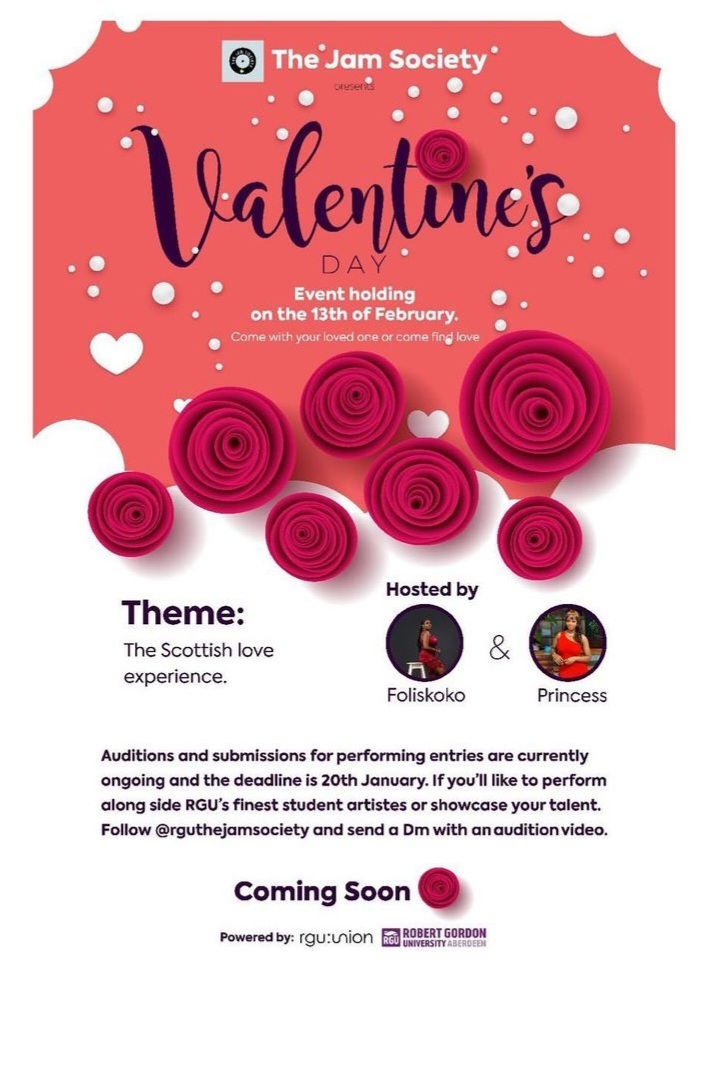 The Jam Society
presents
Valentine's
DAY
Event holding
on the 13th of February.
Come with your loved one or come find love
Theme:
The Scottish love
experience.
Hosted by
Foliskoko
&
Princess
Auditions and submissions for performing entries are currently
ongoing and the deadline is 20th January. If you'll like to perform
along side RGU's finest student artistes or showcase your talent.
Follow @rguthejamsociety and send a Dm with an audition video.
Coming Soon
Powered by: rgu:union RGU ROBERT GORDON
UNIVERSITY ABERDEEN